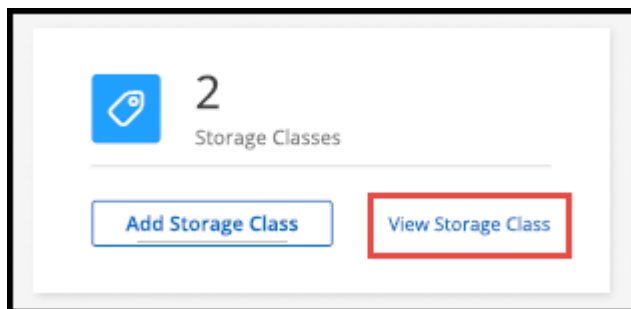 2
Storage Classes
Add Storage Class
View Storage Class